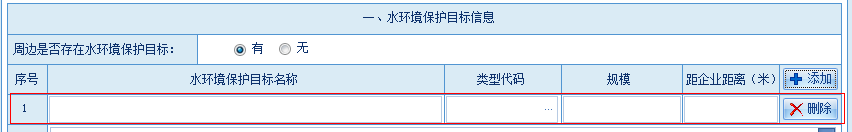 一、水环境保护目标信息
周边是否存在水环境保护目标： 有 无
序号 水环境保护目标名称 类型代码 规模 距企业距离（米） 添加
1 ... 删除